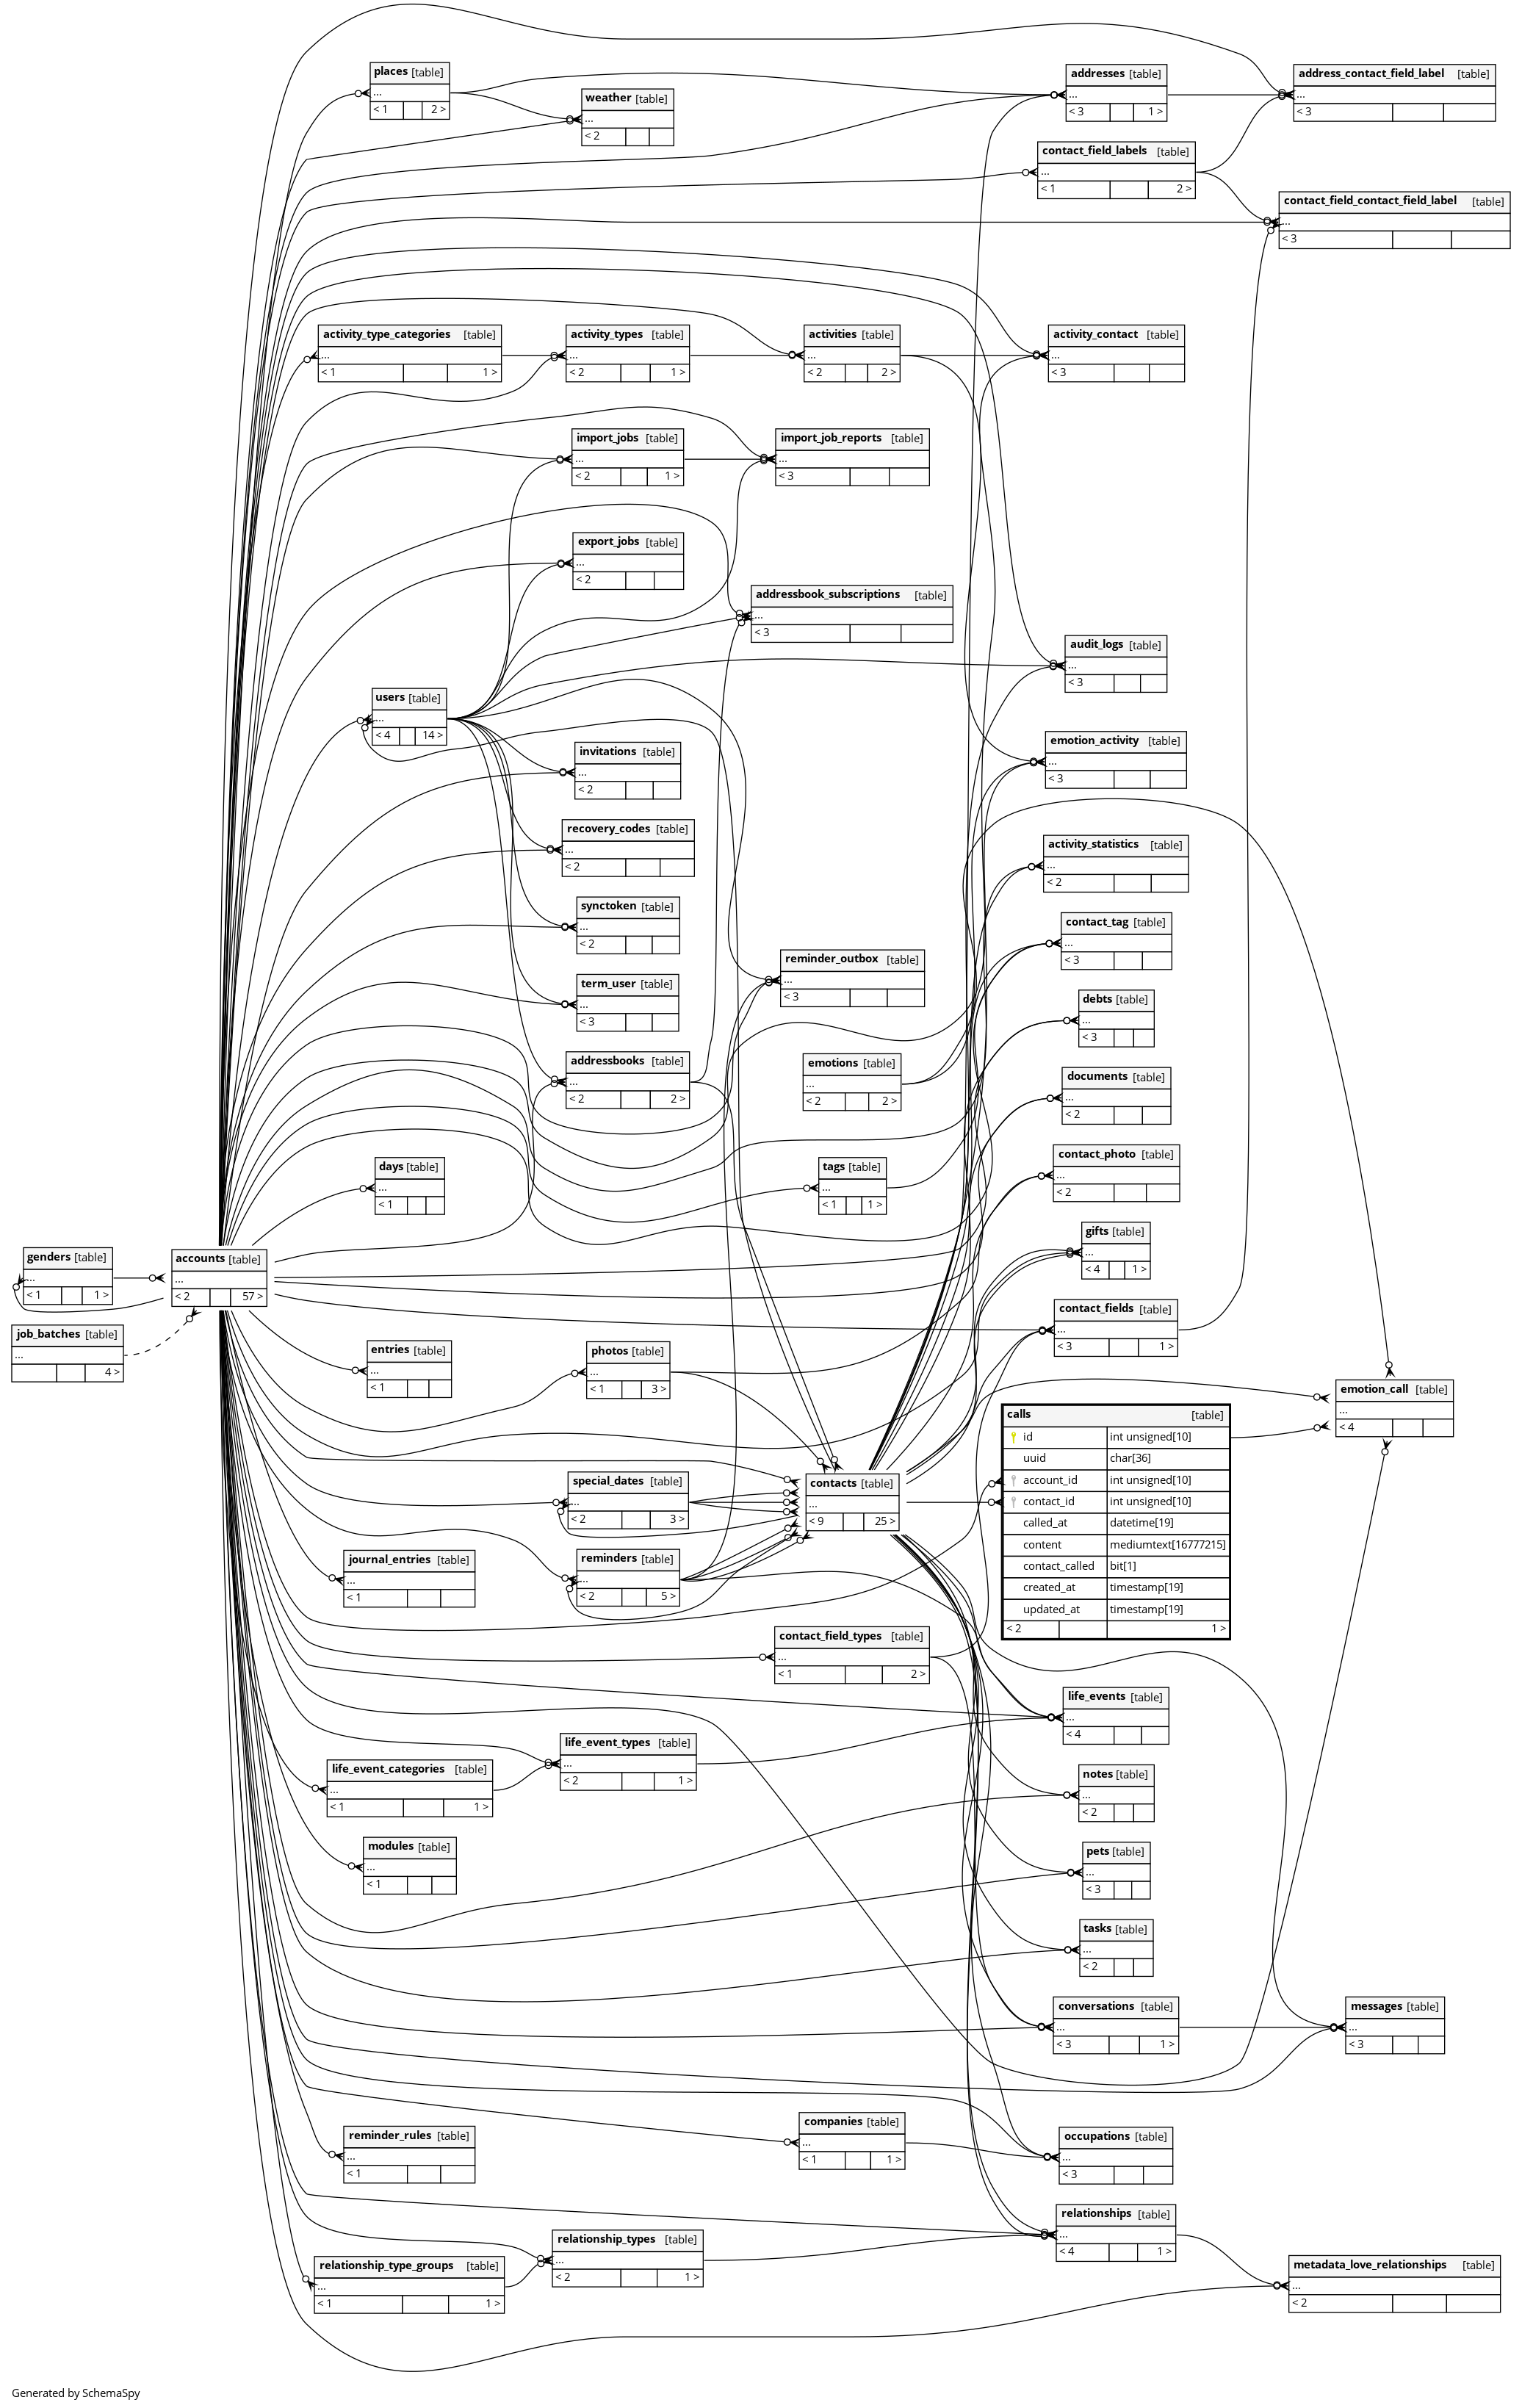 places [table]
...
< 1 2 >
weather [table]
...
< 2
addresses [table]
...
< 3 1 >
address_contact_field_label [table]
...
< 3
contact_field_labels [table]
...
< 1 2 >
contact_field_contact_field_label [table]
...
< 3
activity_type_categories [table]
...
< 1 1 >
activity_types [table]
...
< 2 1 >
activities [table]
...
< 2 2 >
activity_contact [table]
...
< 3
import_jobs [table]
...
< 2 1 >
import_job_reports [table]
...
< 3
export_jobs [table]
...
< 2
addressbook_subscriptions [table]
...
< 3
audit_logs [table]
...
< 3
users [table]
...
< 4 14 >
invitations [table]
...
< 2
emotion_activity [table]
...
< 3
recovery_codes [table]
...
< 2
activity_statistics [table]
...
< 2
synctoken [table]
...
< 2
contact_tag [table]
...
< 3
reminder_outbox [table]
...
< 3
term_user [table]
...
< 3
debts [table]
...
< 3
addressbooks [table]
...
< 2 2 >
emotions [table]
...
< 2 2 >
documents [table]
...
< 2
days [table]
...
< 1
tags [table]
...
< 1 1 >
contact_photo [table]
...
< 2
genders [table]
...
< 1 1 >
accounts [table]
...
< 2 57 >
gifts [table]
...
< 4 1 >
job_batches [table]
...
4 >
contact_fields [table]
...
< 3 1 >
entries [table]
...
< 1
photos [table]
...
< 1 3 >
emotion_call [table]
...
< 4
calls [table]
id int unsigned[10]
uuid char[36]
account_id int unsigned[10]
contact_id int unsigned[10]
called_at datetime[19]
content mediumtext[16777215]
contact_called bit[1]
created_at timestamp[19]
updated_at timestamp[19]
< 2 1 >
special_dates [table]
...
< 2 3 >
contacts [table]
...
< 9 25 >
journal_entries [table]
...
< 1
reminders [table]
...
< 2 5 >
contact_field_types [table]
...
< 1 2 >
life_events [table]
...
< 4
life_event_types [table]
...
< 2 1 >
life_event_categories [table]
...
< 1 1 >
notes [table]
...
< 2
modules [table]
...
< 1
pets [table]
...
< 3
tasks [table]
...
< 2
conversations [table]
...
< 3 1 >
messages [table]
...
< 3
companies [table]
...
< 1 1 >
reminder_rules [table]
...
< 1
occupations [table]
...
< 3
relationships [table]
...
< 4 1 >
relationship_types [table]
...
< 2 1 >
relationship_type_groups [table]
...
< 1 1 >
metadata_love_relationships [table]
...
< 2
Generated by SchemaSpy